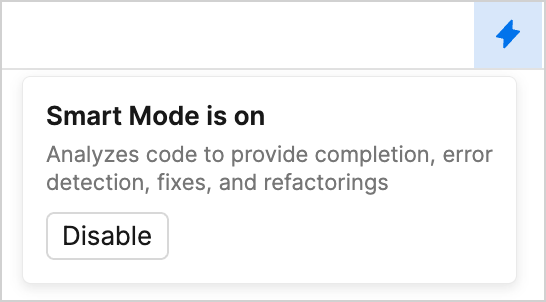 Smart Mode is on
Analyzes code to provide completion, error
detection, fixes, and refactorings
Disable